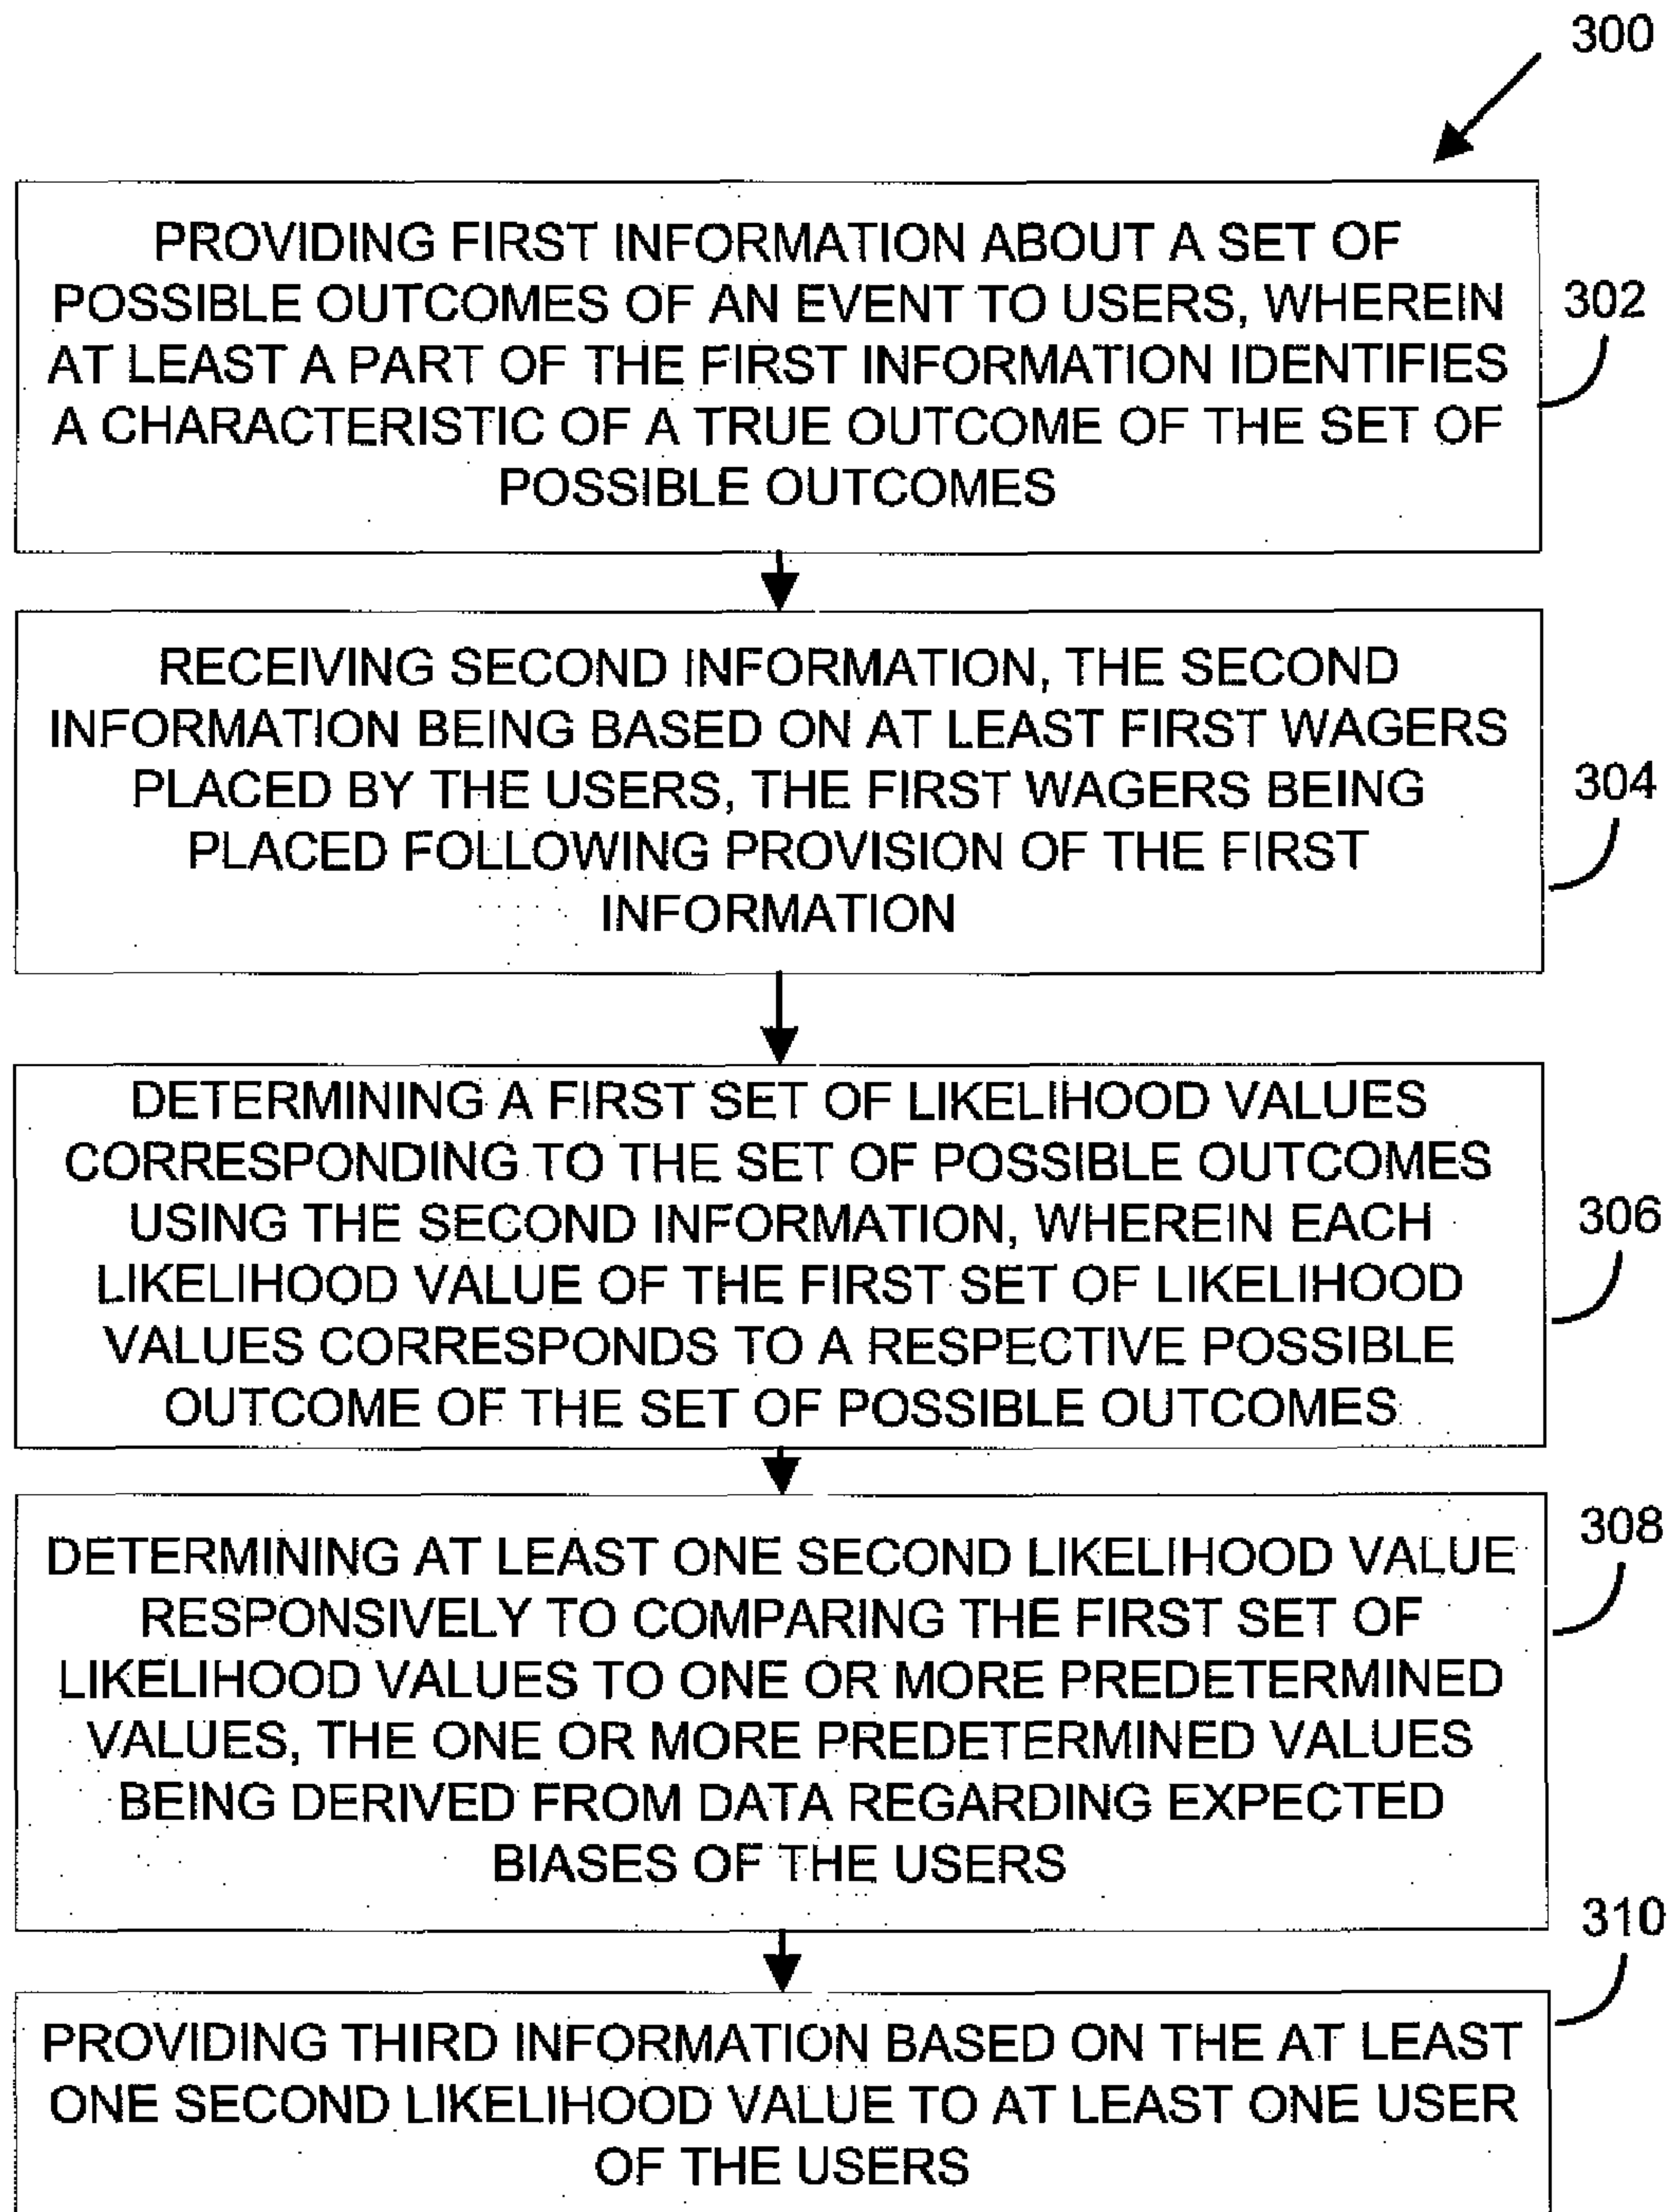 300
PROVIDING FIRST INFORMATION ABOUT A SET OF
POSSIBLE OUTCOMES OF AN EVENT TO USERS, WHEREIN
AT LEAST A PART OF THE FIRST INFORMATION IDENTIFIES
A CHARACTERISTIC OF A TRUE OUTCOME OF THE SET OF
POSSIBLE OUTCOMES
302
RECEIVING SECOND INFORMATION, THE SECOND
INFORMATION BEING BASED ON AT LEAST FIRST WAGERS
PLACED BY THE USERS, THE FIRST WAGERS BEING
PLACED FOLLOWING PROVISION OF THE FIRST
INFORMATION
304
DETERMINING A FIRST SET OF LIKELIHOOD VALUES
CORRESPONDING TO THE SET OF POSSIBLE OUTCOMES
USING THE SECOND INFORMATION, WHEREIN EACH
LIKELIHOOD VALUE OF THE FIRST SET OF LIKELIHOOD
VALUES CORRESPONDS TO A RESPECTIVE POSSIBLE
OUTCOME OF THE SET OF POSSIBLE OUTCOMES
306
DETERMINING AT LEAST ONE SECOND LIKELIHOOD VALUE
RESPONSIVELY TO COMPARING THE FIRST SET OF
LIKELIHOOD VALUES TO ONE OR MORE PREDETERMINED
VALUES, THE ONE OR MORE PREDETERMINED VALUES
BEING DERIVED FROM DATA REGARDING EXPECTED
BIASES OF THE USERS
308
PROVIDING THIRD INFORMATION BASED ON THE AT LEAST
ONE SECOND LIKELIHOOD VALUE TO AT LEAST ONE USER
OF THE USERS
310